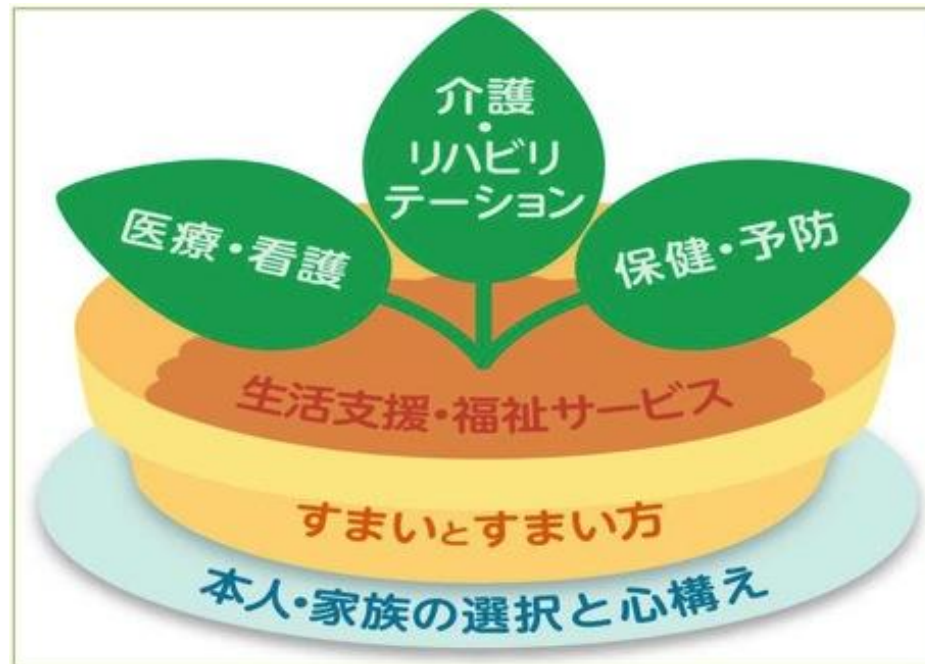 介護
・
リハビリ
テーション
医療・看護
保健・予防
生活支援・福祉サービス
すまいとすまい方
本人・家族の選択と心構え